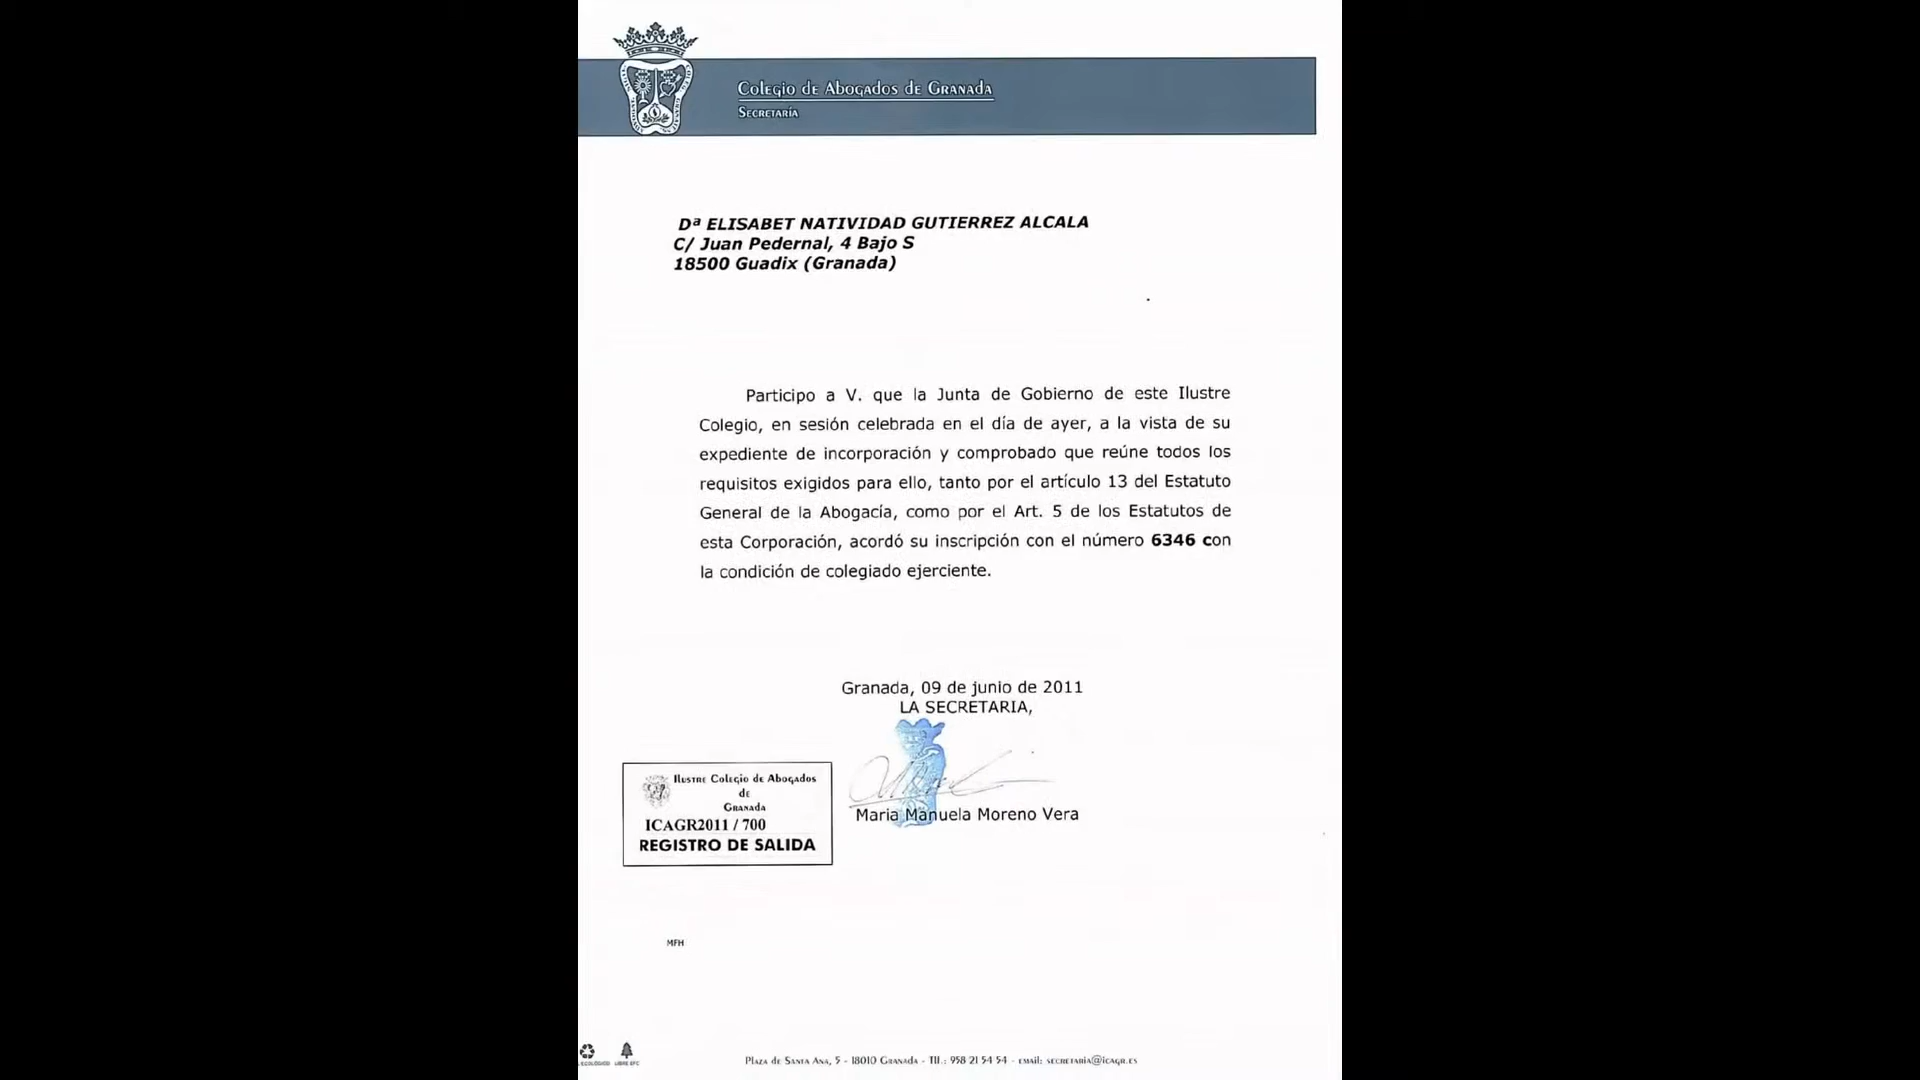 Colegio de Abogados de Granada
Secretaría
Dª ELISABET NATIVIDAD GUTIERREZ ALCALA
C/ Juan Pedernal, 4 Bajo S
18500 Guadix (Granada)
Participo a V. que la Junta de Gobierno de este Ilustre
Colegio, en sesión celebrada en el día de ayer, a la vista de su
expediente de incorporación y comprobado que reúne todos los
requisitos exigidos para ello, tanto por el artículo 13 del Estatuto
General de la Abogacía, como por el Art. 5 de los Estatutos de
esta Corporación, acordó su inscripción con el número 6346 con
la condición de colegiado ejerciente.
Granada, 09 de junio de 2011
LA SECRETARIA,
Maria Manuela Moreno Vera
Ilustre Colegio de Abogados
de
Granada
ICAGR2011 / 700
REGISTRO DE SALIDA
MFH
Plaza de Santa Ana, 5 - 18010 Granada - Tll.: 958 21 54 54 - email: secretaria@icagr.es